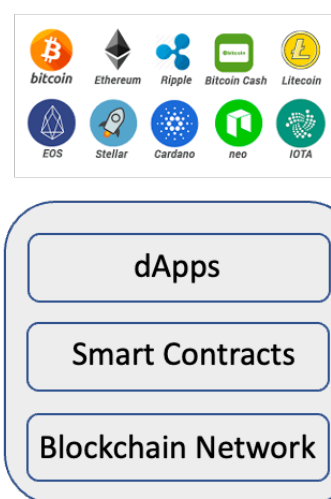 bitcoin Ethereum Ripple Bitcoin Cash Litecoin
EOS Stellar Cardano neo IOTA
dApps
Smart Contracts
Blockchain Network